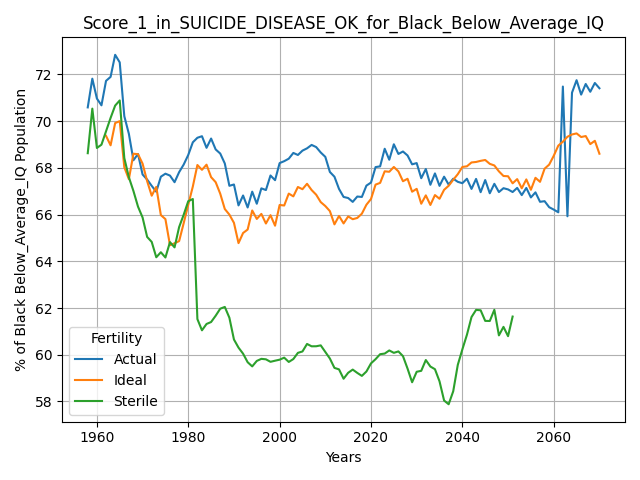 Score_1_in_SUICIDE_DISEASE_OK_for_Black_Below_Average_IQ
% of Black Below_Average_IQ Population
72
70
68
66
64
62
60
58
Fertility
Actual
Ideal
Sterile
1960 1980 2000 2020 2040 2060
Years